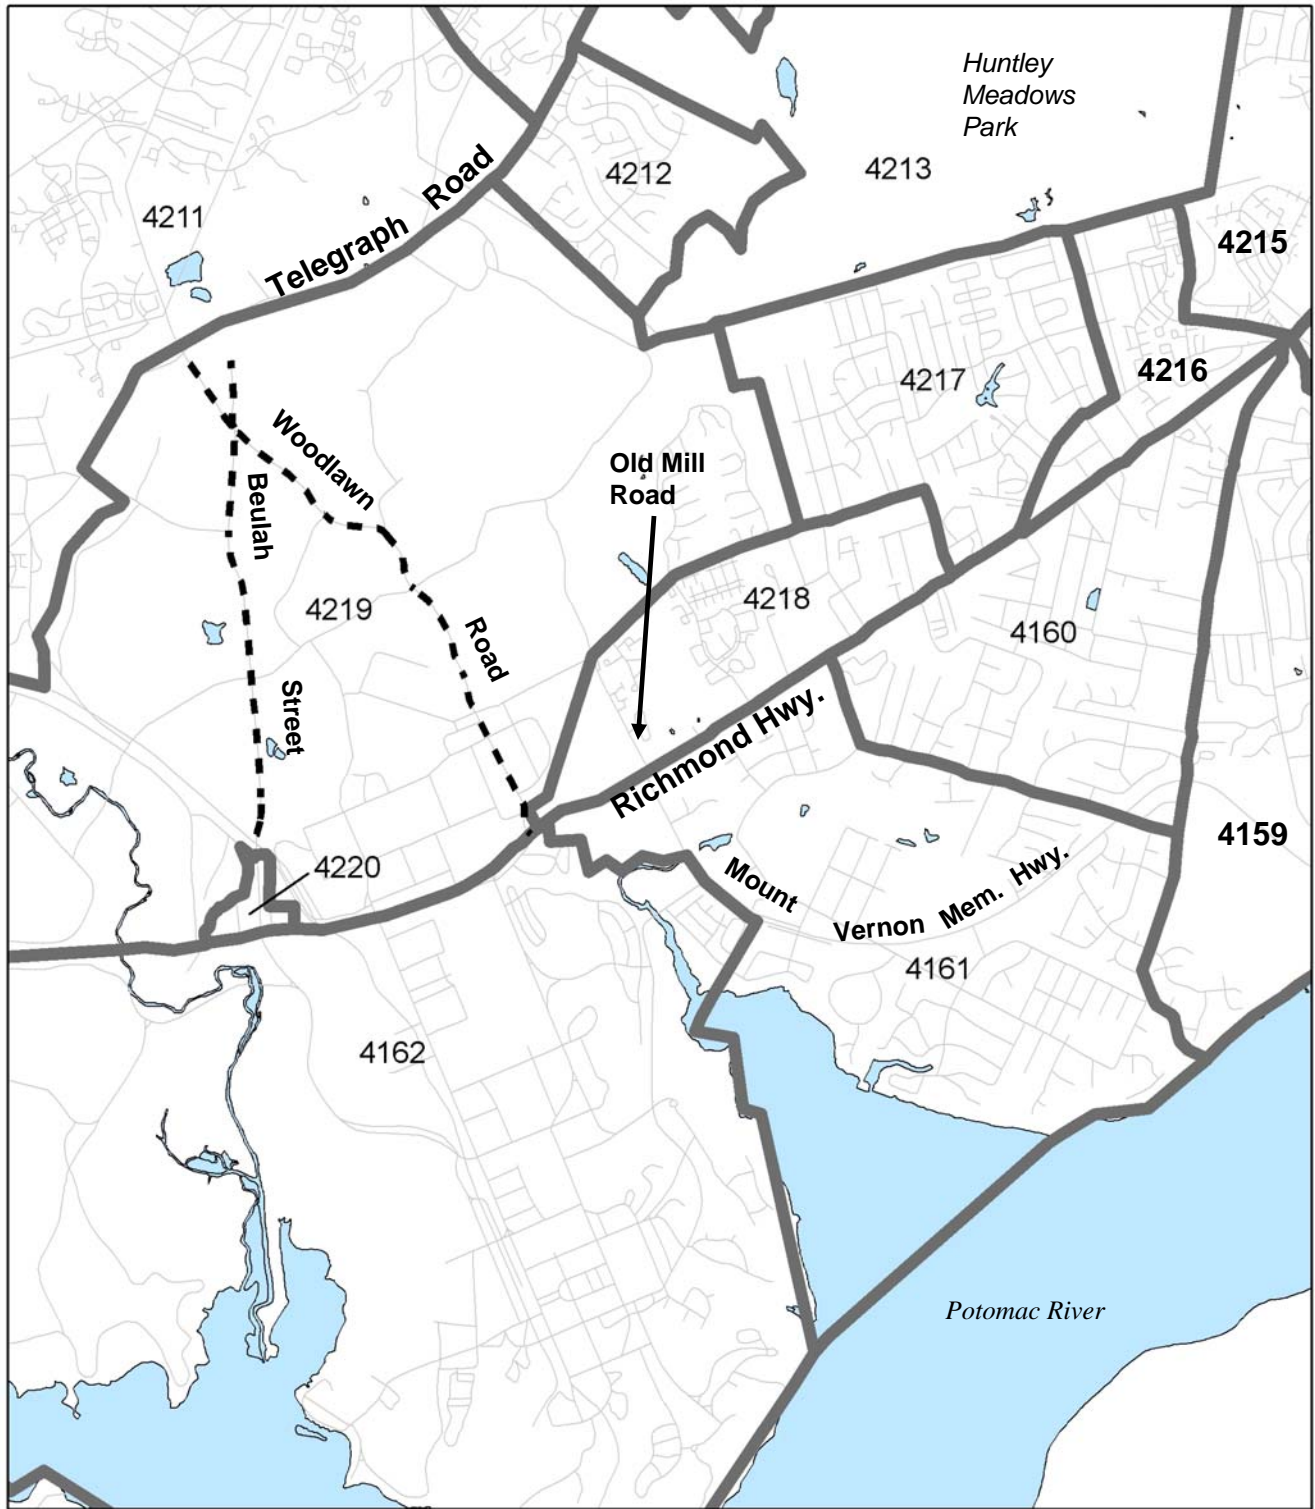 Huntley
Meadows
Park
4212
4213
4211
Telegraph Road
4215
4217
4216
Woodlawn
Road
Old Mill
Road
Beulah
Street
4219
4218
4160
Richmond Hwy.
4220
4159
Mount
Vernon Mem. Hwy.
4161
4162
Potomac River